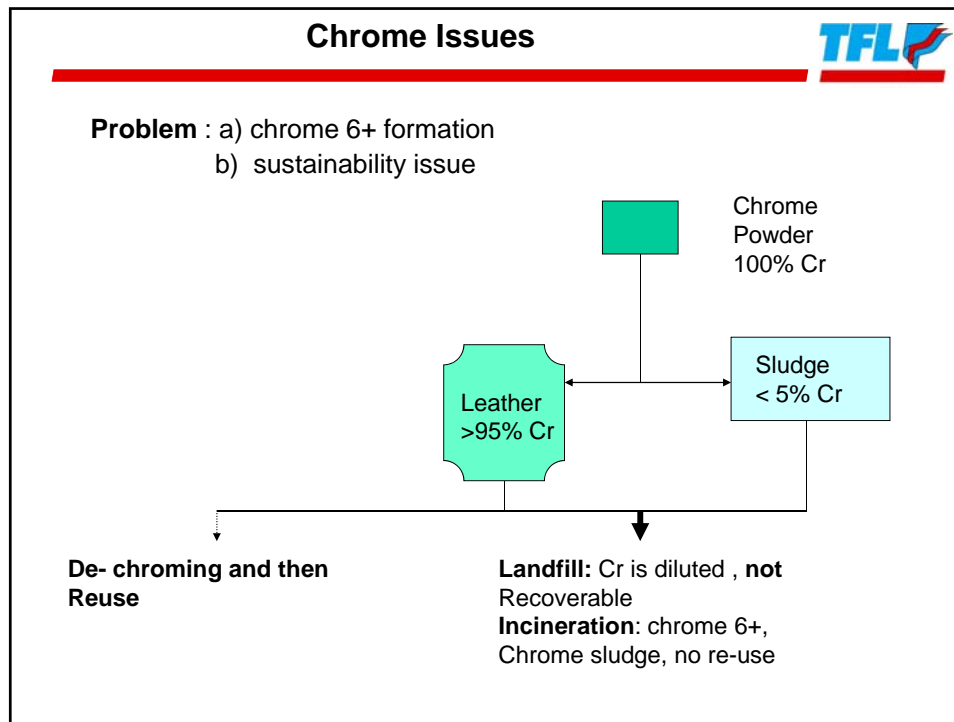 Chrome Issues
TFL
Problem : a) chrome 6+ formation
b) sustainability issue
Chrome
Powder
100% Cr
Sludge
< 5% Cr
Leather
>95% Cr
De- chroming and then
Reuse
Landfill: Cr is diluted , not
Recoverable
Incineration: chrome 6+,
Chrome sludge, no re-use